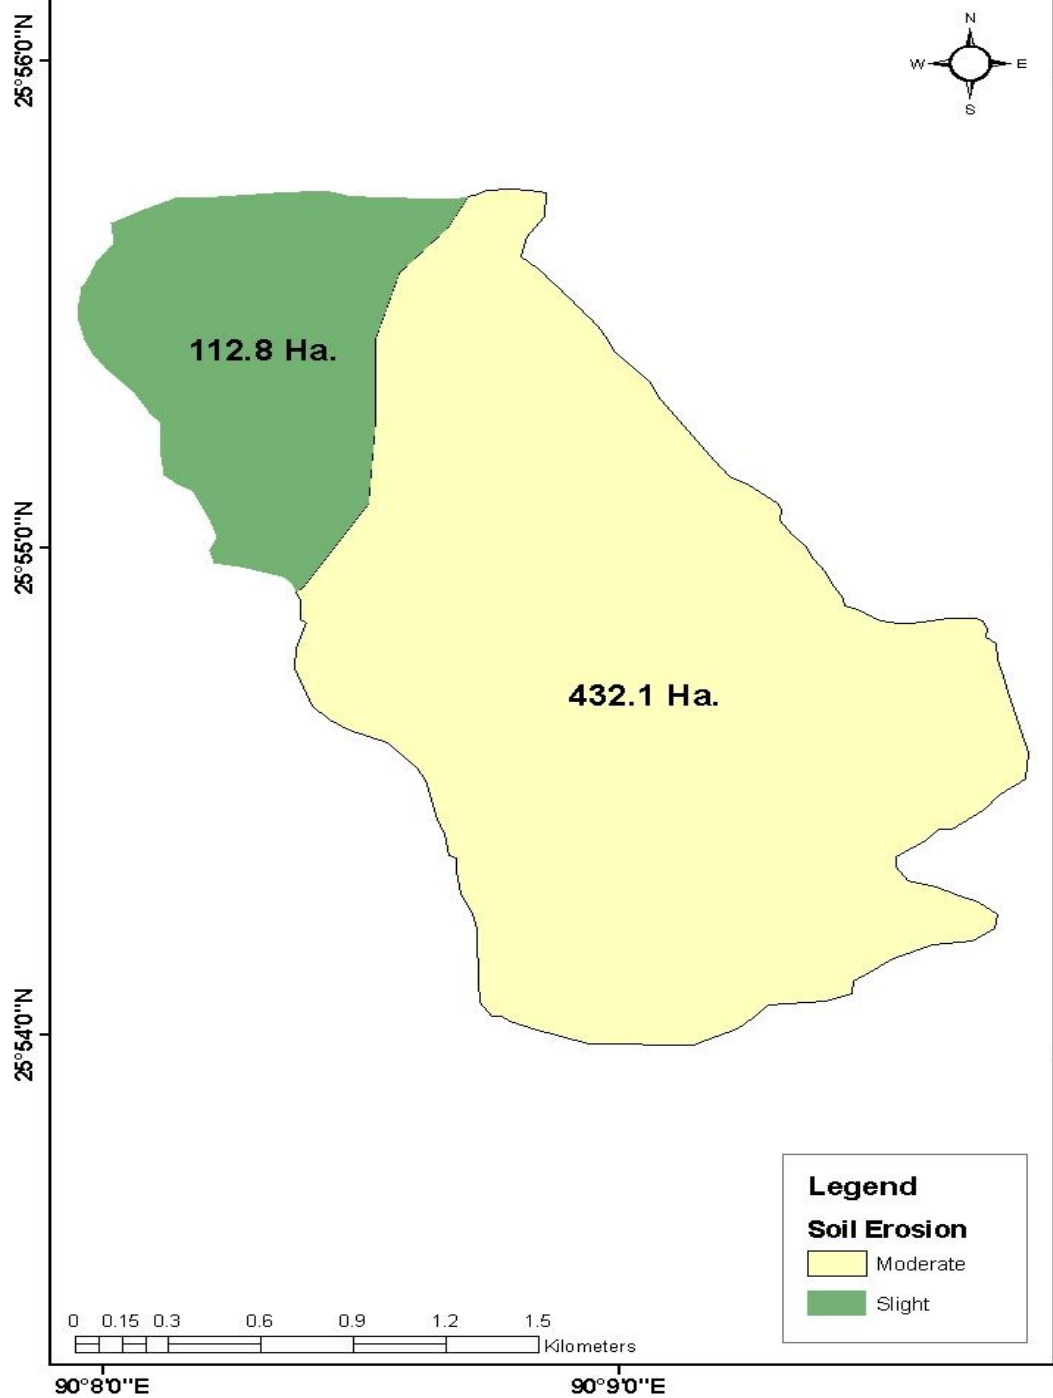 N
W E
S
25°56'0"N
112.8 Ha.
25°55'0"N
432.1 Ha.
25°54'0"N
Legend
Soil Erosion
Moderate
Slight
0 0.15 0.3 0.6 0.9 1.2 1.5
Kilometers
90°8'0"E 90°9'0"E